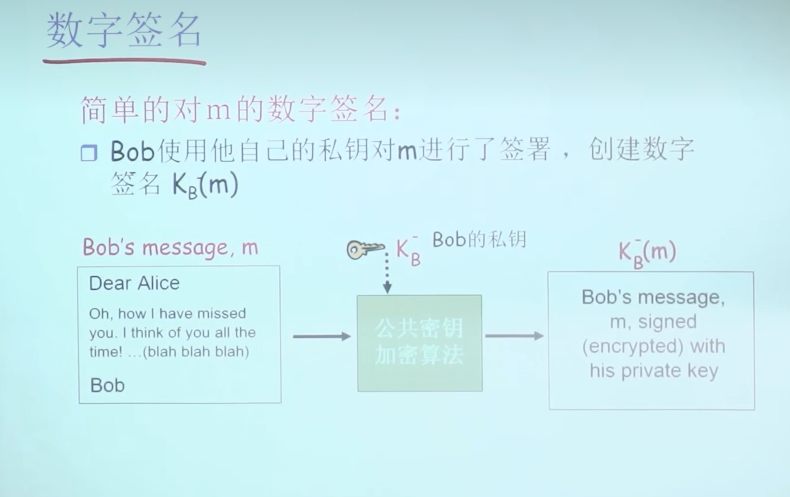 数字签名
简单的对m的数字签名：
Bob使用他自己的私钥对m进行了签署，创建数字
签名 K_B^-(m)
Bob's message, m
Dear Alice
Oh, how I have missed
you. I think of you all the
time! …(blah blah blah)
Bob
K_B^- Bob的私钥
公共密钥
加密算法
K_B^-(m)
Bob's message,
m, signed
(encrypted) with
his private key